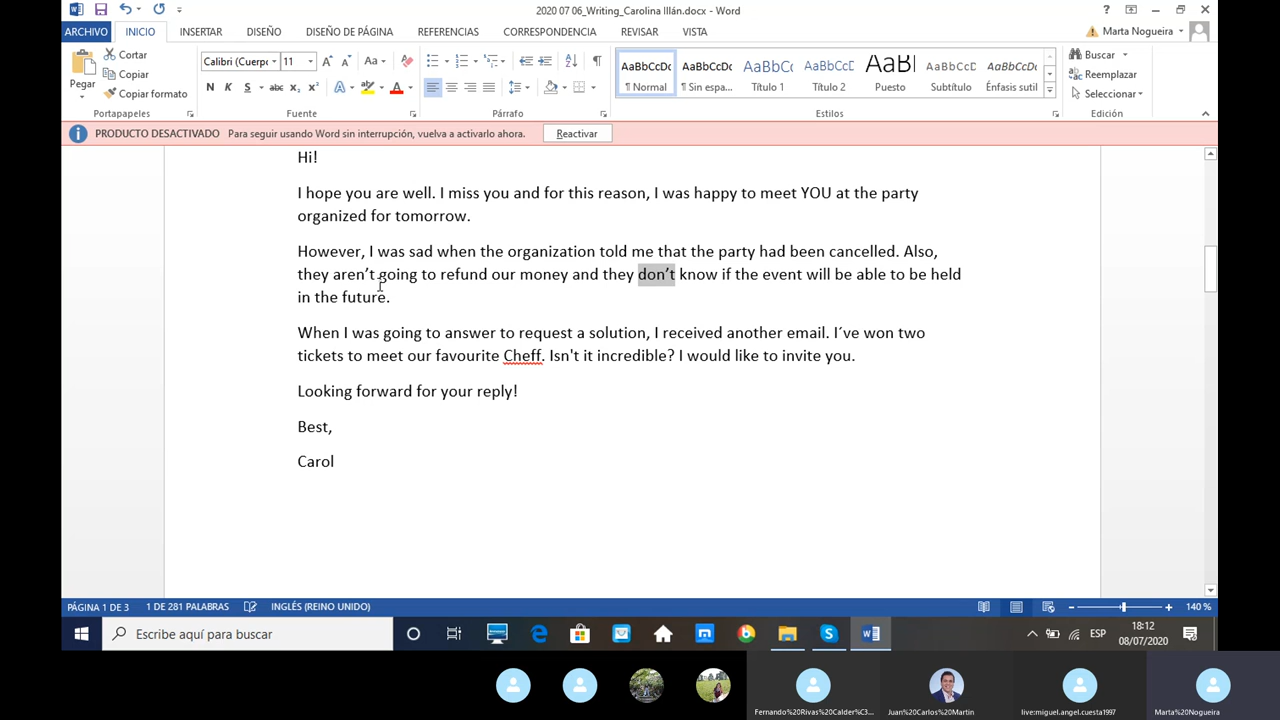 2020 07 06_Writing_Carolina Illán.docx - Word
ARCHIVO INICIO INSERTAR DISEÑO DISEÑO DE PÁGINA REFERENCIAS CORRESPONDENCIA REVISAR VISTA Marta Nogueira
Pegar
Cortar
Copiar
Copiar formato
Portapapeles
Calibri (Cuerpo 11
Fuente
Párrafo
AaBbCcDc AaBbCcDc AaBbCc AaBbCcC AaBl AaBbCcD AaBbCcDc
¶ Normal ¶ Sin espa... Título 1 Título 2 Puesto Subtítulo Énfasis sutil
Estilos
Buscar
Reemplazar
Seleccionar
Edición
PRODUCTO DESACTIVADO Para seguir usando Word sin interrupción, vuelva a activarlo ahora. Reactivar
Hi!
I hope you are well. I miss you and for this reason, I was happy to meet YOU at the party
organized for tomorrow.
However, I was sad when the organization told me that the party had been cancelled. Also,
they aren’t going to refund our money and they don’t know if the event will be able to be held
in the future.
When I was going to answer to request a solution, I received another email. I´ve won two
tickets to meet our favourite Cheff. Isn't it incredible? I would like to invite you.
Looking forward for your reply!
Best,
Carol
PÁGINA 1 DE 3 1 DE 281 PALABRAS INGLÉS (REINO UNIDO) 140 %
Escribe aquí para buscar
ESP
18:12
08/07/2020
Fernando%20Rivas%20Calder%C3...
Juan%20Carlos%20Martin
live:miguel.angel.cuesta1997
Marta%20Nogueira